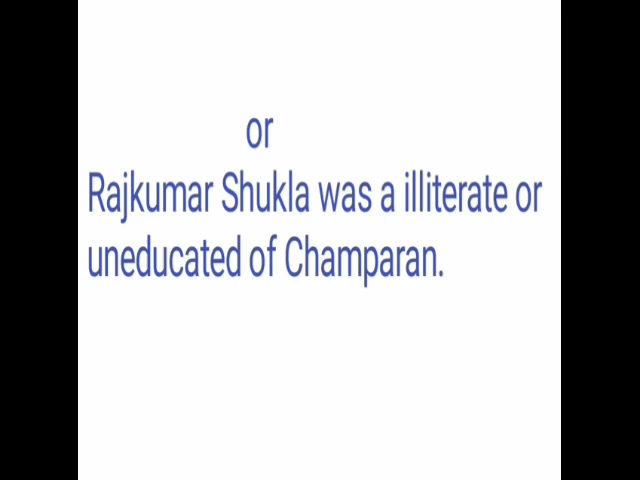 or
Rajkumar Shukla was a illiterate or
uneducated of Champaran.